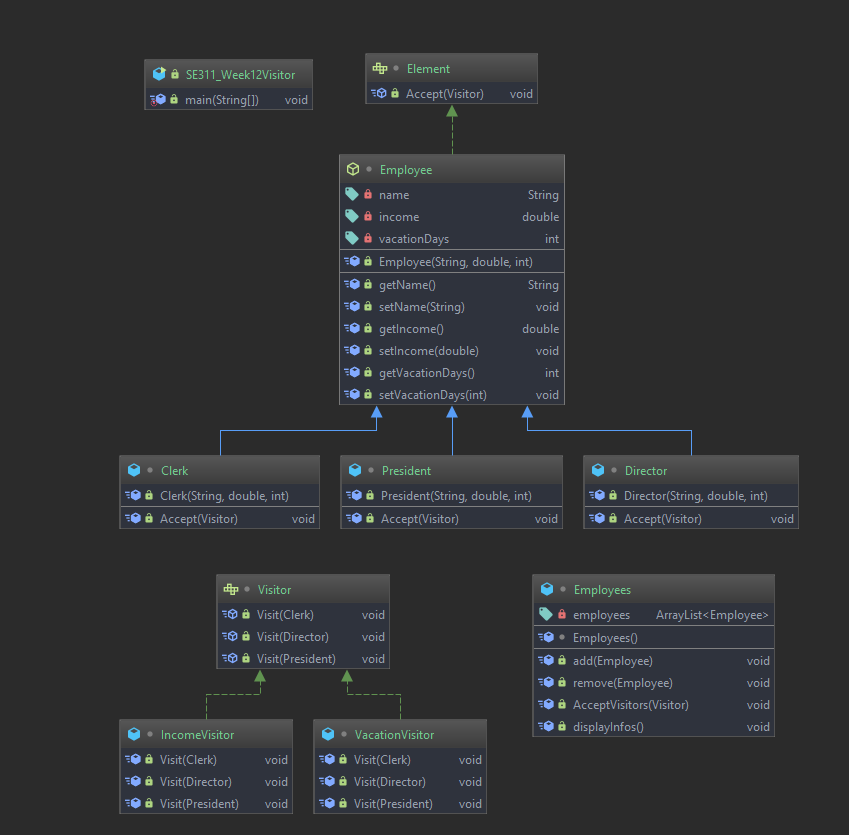 SE311_Week12Visitor
main(String[]) void
Element
Accept(Visitor) void
Employee
name String
income double
vacationDays int
Employee(String, double, int)
getName() String
setName(String) void
getIncome() double
setIncome(double) void
getVacationDays() int
setVacationDays(int) void
Clerk
Clerk(String, double, int)
Accept(Visitor) void
President
President(String, double, int)
Accept(Visitor) void
Director
Director(String, double, int)
Accept(Visitor) void
Visitor
Visit(Clerk) void
Visit(Director) void
Visit(President) void
Employees
employees ArrayList<Employee>
Employees()
add(Employee) void
remove(Employee) void
AcceptVisitors(Visitor) void
displayInfos() void
IncomeVisitor
Visit(Clerk) void
Visit(Director) void
Visit(President) void
VacationVisitor
Visit(Clerk) void
Visit(Director) void
Visit(President) void